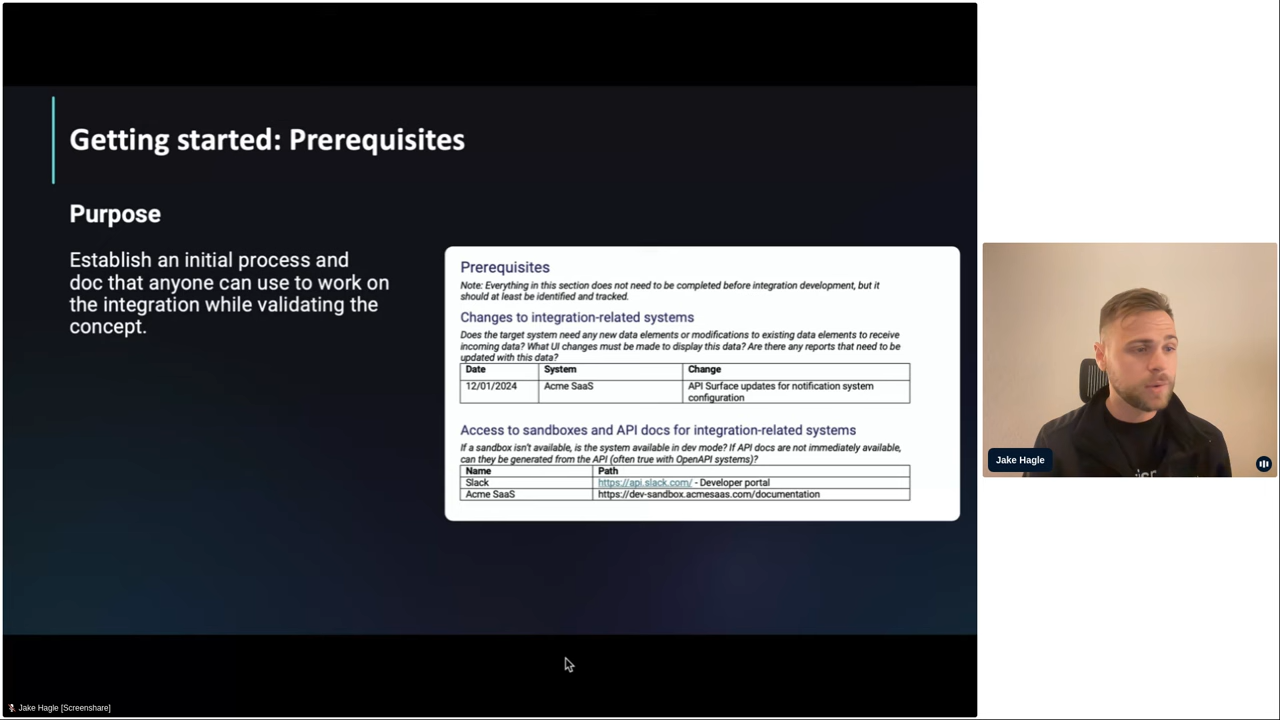 Getting started: Prerequisites
Purpose
Establish an initial process and
doc that anyone can use to work on
the integration while validating the
concept.
Prerequisites
Note: Everything in this section does not need to be completed before integration development, but it
should at least be identified and tracked.
Changes to integration-related systems
Does the target system need any new data elements or modifications to existing data elements to receive
incoming data? What UI changes must be made to display this data? Are there any reports that need to be
updated with this data?
Date System Change
12/01/2024 Acme SaaS API Surface updates for notification system
configuration
Access to sandboxes and API docs for integration-related systems
If a sandbox isn't available, is the system available in dev mode? If API docs are not immediately available,
can they be generated from the API (often true with OpenAPI systems)?
Name Path
Slack https://api.slack.com/ - Developer portal
Acme SaaS https://dev-sandbox.acmesaas.com/documentation
Jake Hagle
Jake Hagle [Screenshare]